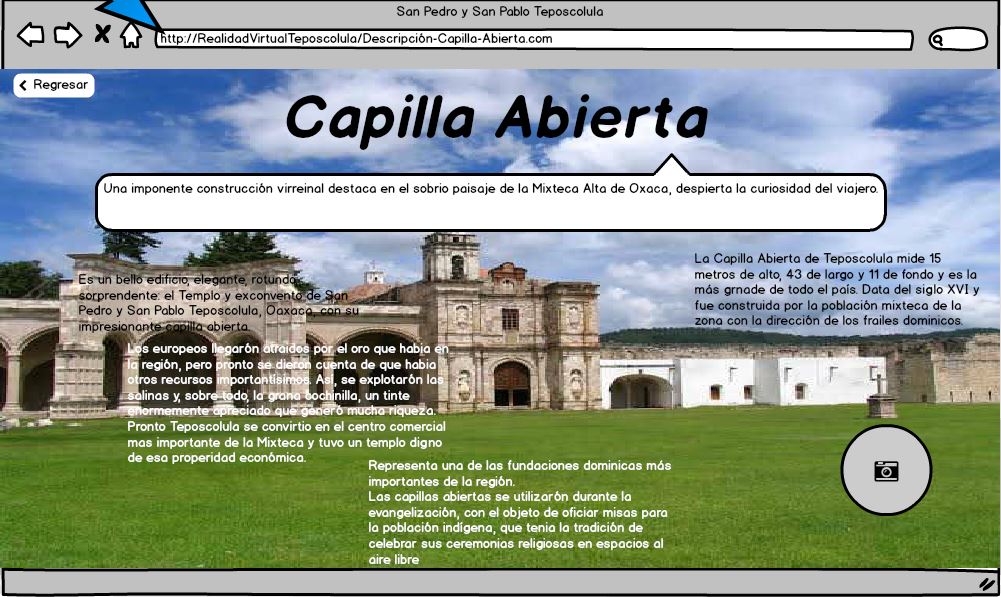 San Pedro y San Pablo Teposcolula
http://RealidadVirtualTeposcolula/Descripción-Capilla-Abierta.com
Regresar
Capilla Abierta
Una imponente construcción virreinal destaca en el sobrio paisaje de la Mixteca Alta de Oxaca, despierta la curiosidad del viajero.
Es un bello edificio, elegante, rotundo,
sorprendente: el Templo y exconvento de San
Pedro y San Pablo Teposcolula, Oaxaca, con su
impresionante capilla abierta.
La Capilla Abierta de Teposcolula mide 15
metros de alto, 43 de largo y 11 de fondo y es la
más grnade de todo el país. Data del siglo XVI y
fue construida por la población mixteca de la
zona con la dirección de los frailes dominicos.
Los europeos llegarón atraidos por el oro que habia en
la región, pero pronto se dieron cuenta de que habia
otros recursos importantísimos. Asi, se explotarón las
salinas y, sobre todo, la grana cochinilla, un tinte
enormemente apreciado que generó mucha riqueza.
Pronto Teposcolula se convirtio en el centro comercial
mas importante de la Mixteca y tuvo un templo digno
de esa properidad económica.
Representa una de las fundaciones dominicas más
importantes de la región.
Las capillas abiertas se utilizarón durante la
evangelización, con el objeto de oficiar misas para
la población indígena, que tenia la tradición de
celebrar sus ceremonias religiosas en espacios al
aire libre